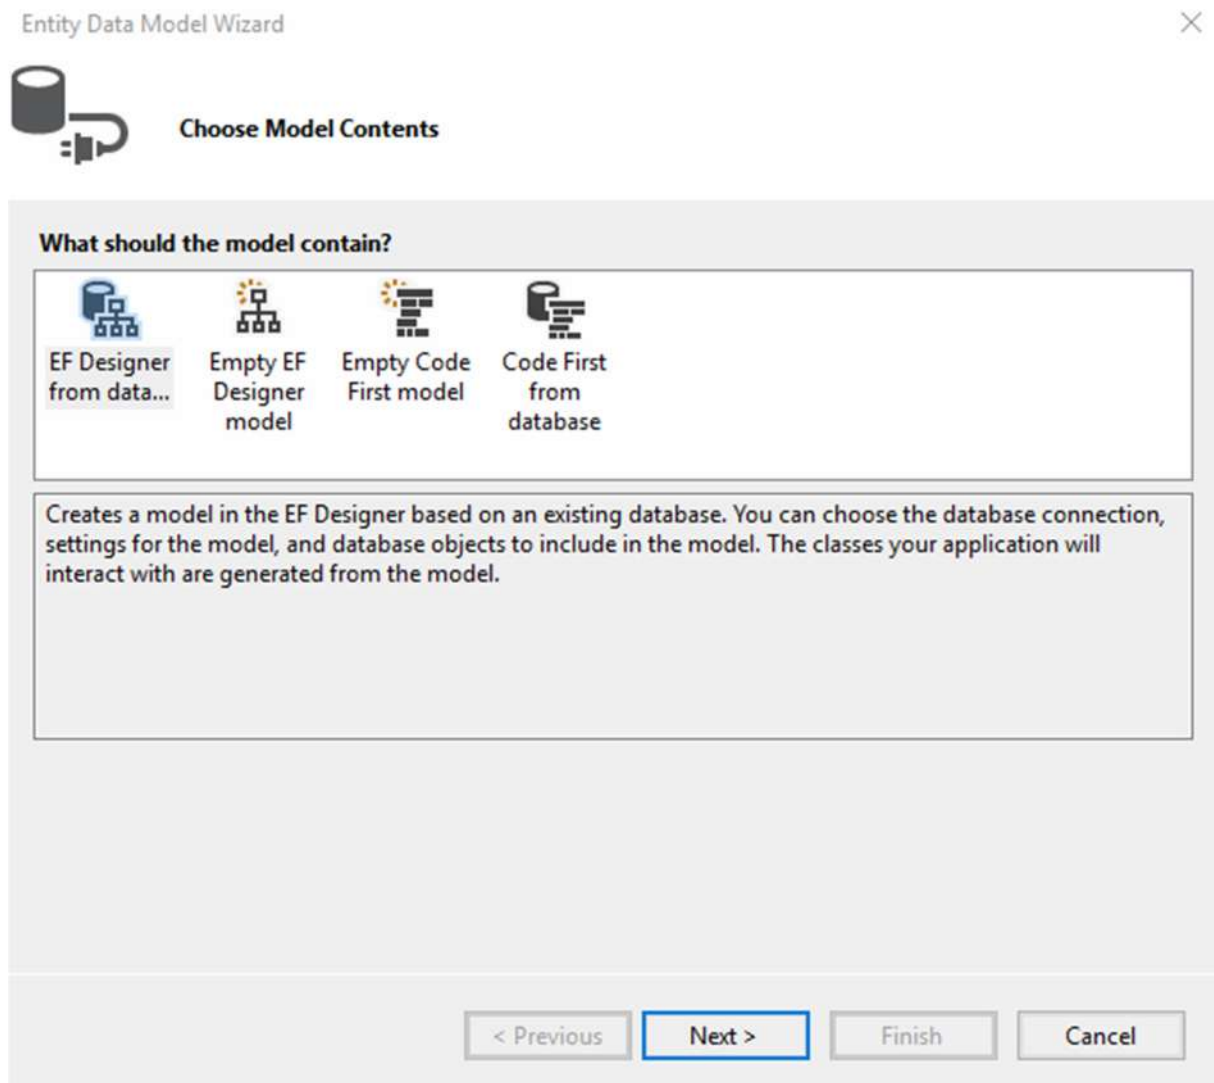 Entity Data Model Wizard
Choose Model Contents
What should the model contain?
EF Designer
from data...
Empty EF
Designer
model
Empty Code
First model
Code First
from
database
Creates a model in the EF Designer based on an existing database. You can choose the database connection,
settings for the model, and database objects to include in the model. The classes your application will
interact with are generated from the model.
< Previous
Next >
Finish
Cancel